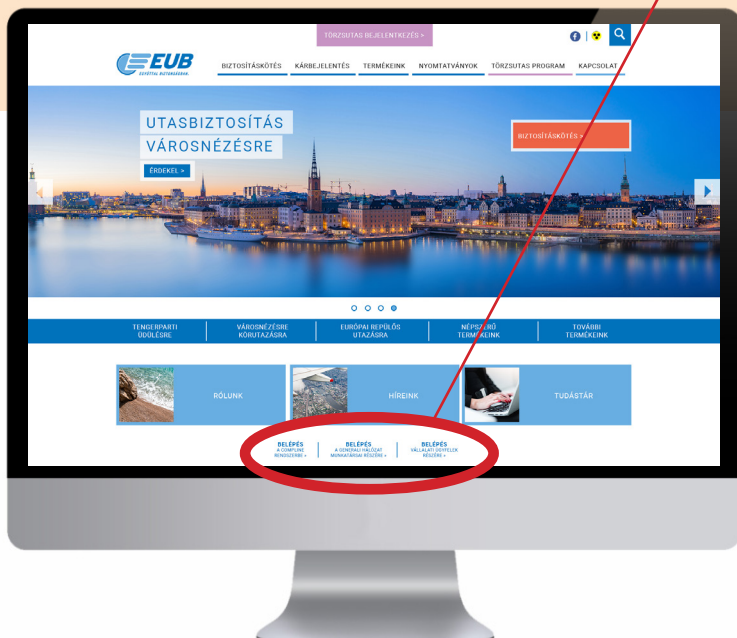 TÖRZSUTAS BEJELENTKEZÉS >
EUB
EGYÚTTAL BIZTONSÁGBAN.
BIZTOSÍTÁSKÖTÉS KÁRBEJELENTÉS TERMÉKEINK NYOMTATVÁNYOK TÖRZSUTAS PROGRAM KAPCSOLAT
UTASBIZTOSÍTÁS
VÁROSNÉZÉSRE
ÉRDEKEL >
BIZTOSÍTÁSKÖTÉS >
TENGERPARTI
ÜDÜLÉSRE
VÁROSNÉZÉSRE
KÖRUTAZÁSRA
EURÓPAI REPÜLŐS
UTAZÁSRA
NÉPSZERŰ
TERMÉKEINK
TOVÁBBI
TERMÉKEINK
RÓLUNK
HÍREINK
TUDÁSTÁR
BELÉPÉS
A COMPLINE
RENDSZERBE »
BELÉPÉS
A GENERALI HÁLÓZAT
MUNKATÁRSAI RÉSZÉRE »
BELÉPÉS
VÁLLALATI ÜGYFELEK
RÉSZÉRE »